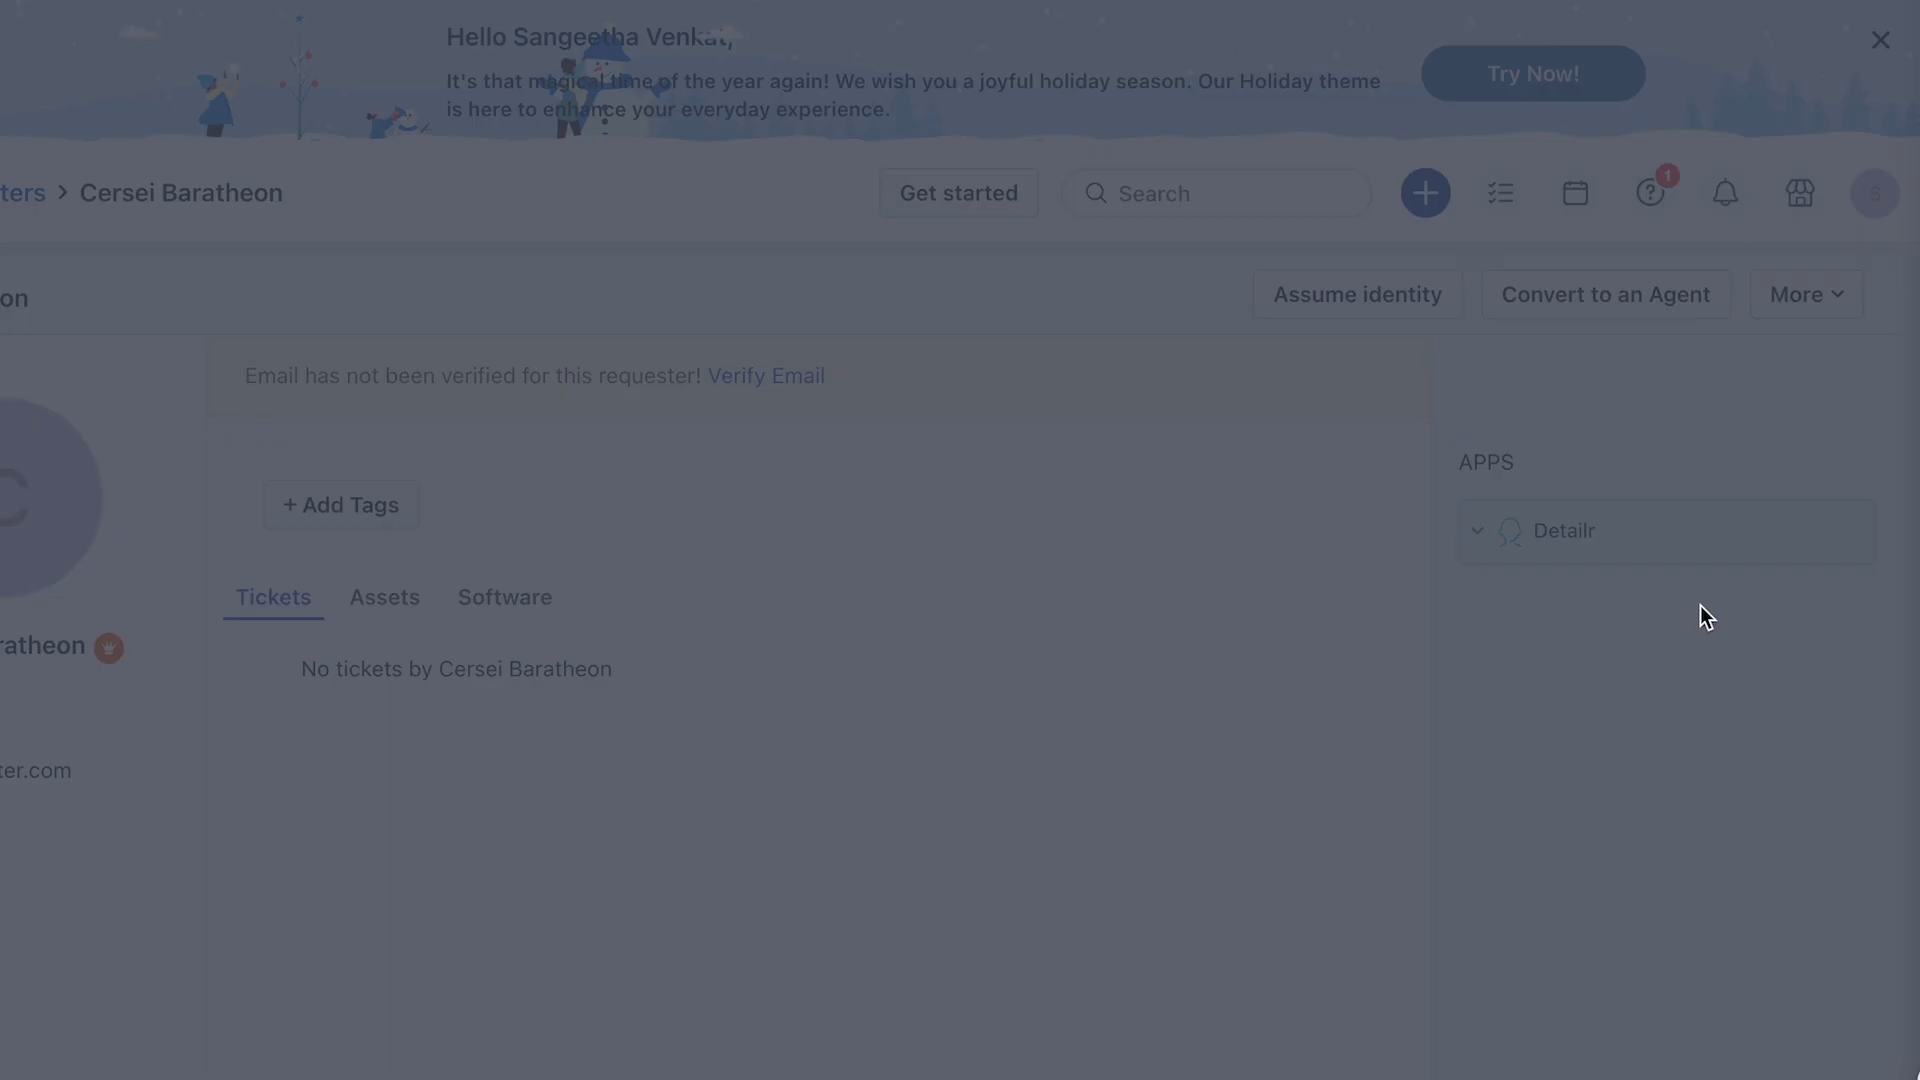 Hello Sangeetha Venkat,
It's that magical time of the year again! We wish you a joyful holiday season. Our Holiday theme
is here to enhance your everyday experience.
Try Now!
ters > Cersei Baratheon
Get started
Search
1
S
on
Assume identity
Convert to an Agent
More
Email has not been verified for this requester! Verify Email
C
APPS
+ Add Tags
Detailr
Tickets
Assets
Software
ratheon
No tickets by Cersei Baratheon
ter.com